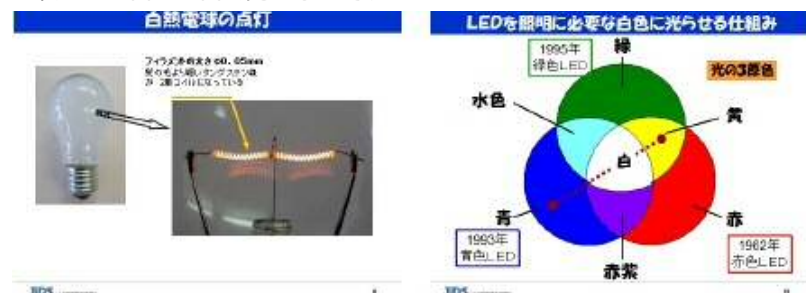 白熱電球の点灯
フィラメントの太さ Φ0.05mm
髪の毛より細いタングステン線
が 2重コイルになっている
LEDを照明に必要な白色に光らせる仕組み
1995年
緑色LED
緑
光の3原色
水色
黄
白
青
赤
1993年
青色LED
赤紫
1962年
赤色LED